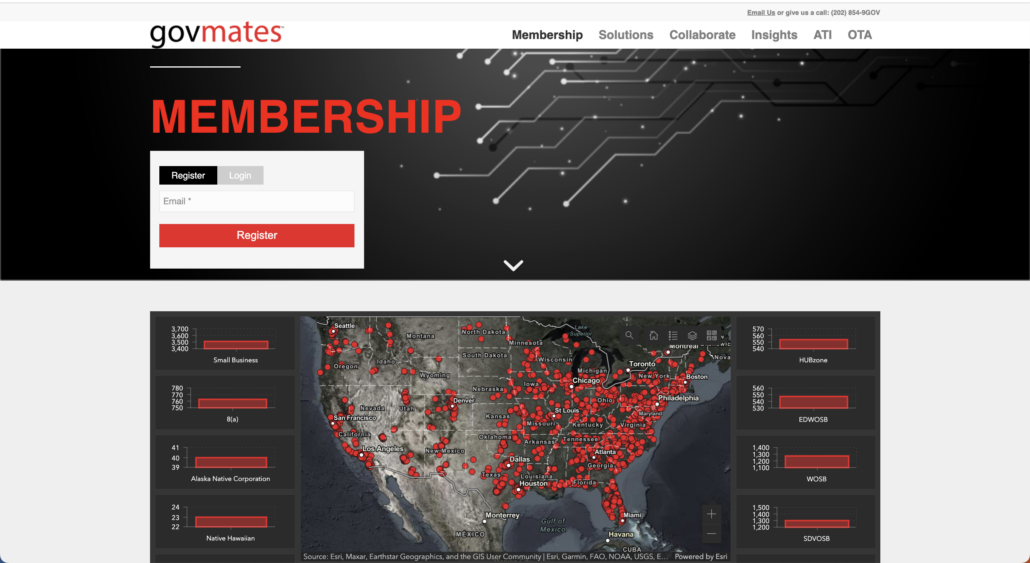 Email Us or give us a call: (202) 854-9GOV
govmates
Membership Solutions Collaborate Insights ATI OTA
MEMBERSHIP
Register Login
Email *
Register
3,700
3,600
3,500
3,400
Small Business
780
770
760
750
8(a)
41
40
39
Alaska Native Corporation
24
23
22
Native Hawaiian
Seattle
Montana
North Dakota
Lake Superior
Minnesota
Montreal
Oregon
Idaho
South Dakota
Wisconsin
Michigan
Toronto
Nova
Wyoming
New York
Boston
Iowa
Chicago
Nebraska
Philadelphia
Nevada
Utah
Denver
Ohio
San Francisco
Kansas
St Louis
Maryland
California
Missouri
Kentucky
Virginia
Los Angeles
New Mexico
Oklahoma
Arkansas
Tennessee
Atlanta
Dallas
Georgia
Texas
Louisiana
Houston
Florida
Monterrey
Gulf of
Mexico
Miami
MÉXICO
Havana
CUBA
Source: Esri, Maxar, Earthstar Geographics, and the GIS User Community | Esri, Garmin, FAO, NOAA, USGS, E... Powered by Esri
570
560
550
540
HUBzone
560
550
540
530
EDWOSB
1,400
1,300
1,200
1,100
WOSB
1,500
1,400
1,300
1,200
SDVOSB